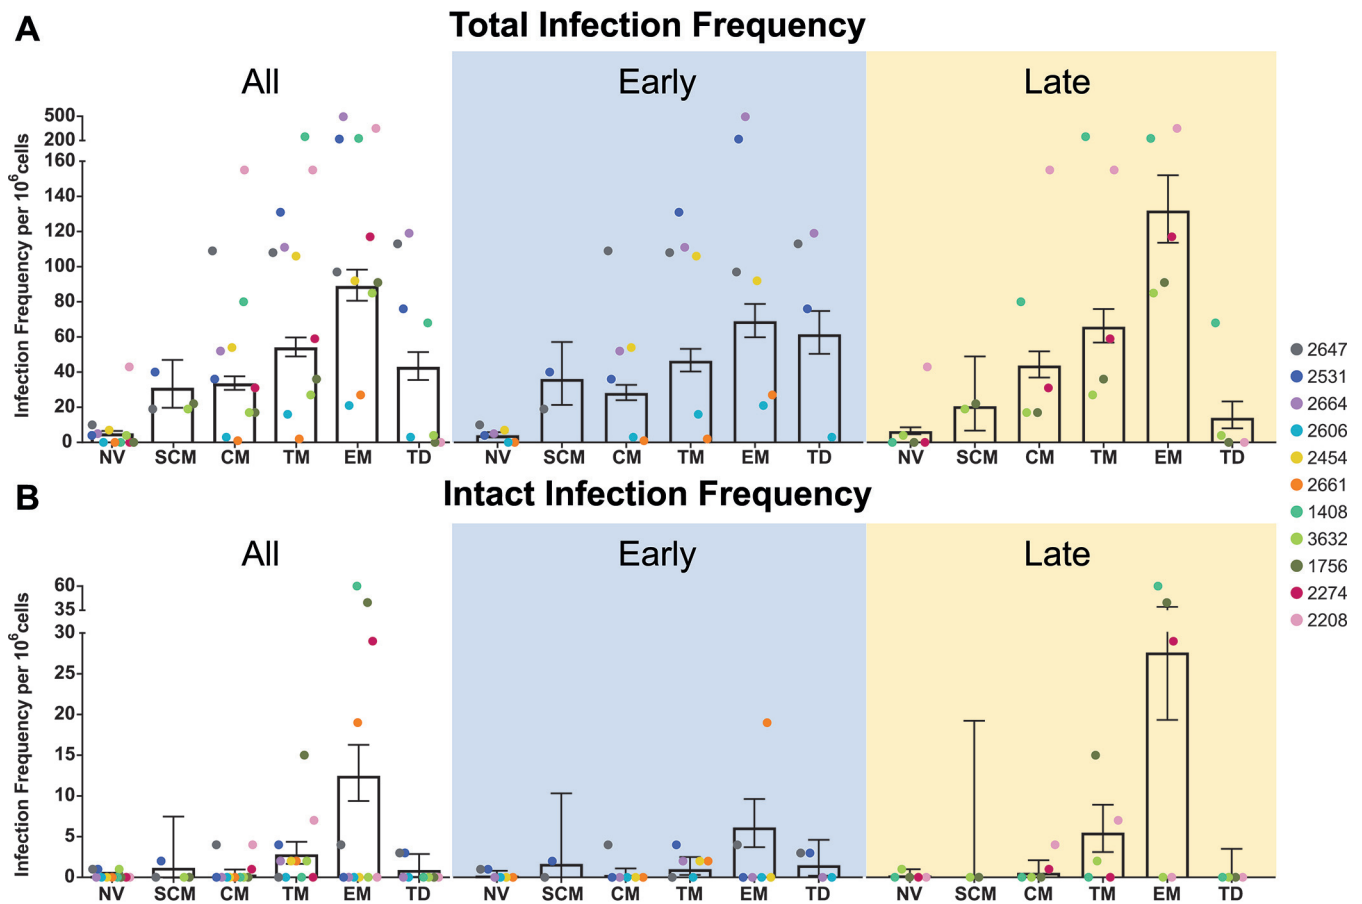 A
Total Infection Frequency
All
Early
Late
Infection Frequency per 10⁶cells
500
200
160
140
120
100
80
60
40
20
0
NV SCM CM TM EM TD
NV SCM CM TM EM TD
NV SCM CM TM EM TD
B
Intact Infection Frequency
All
Early
Late
Infection Frequency per 10⁶cells
60
35
30
25
20
15
10
5
0
NV SCM CM TM EM TD
NV SCM CM TM EM TD
NV SCM CM TM EM TD
2647
2531
2664
2606
2454
2661
1408
3632
1756
2274
2208